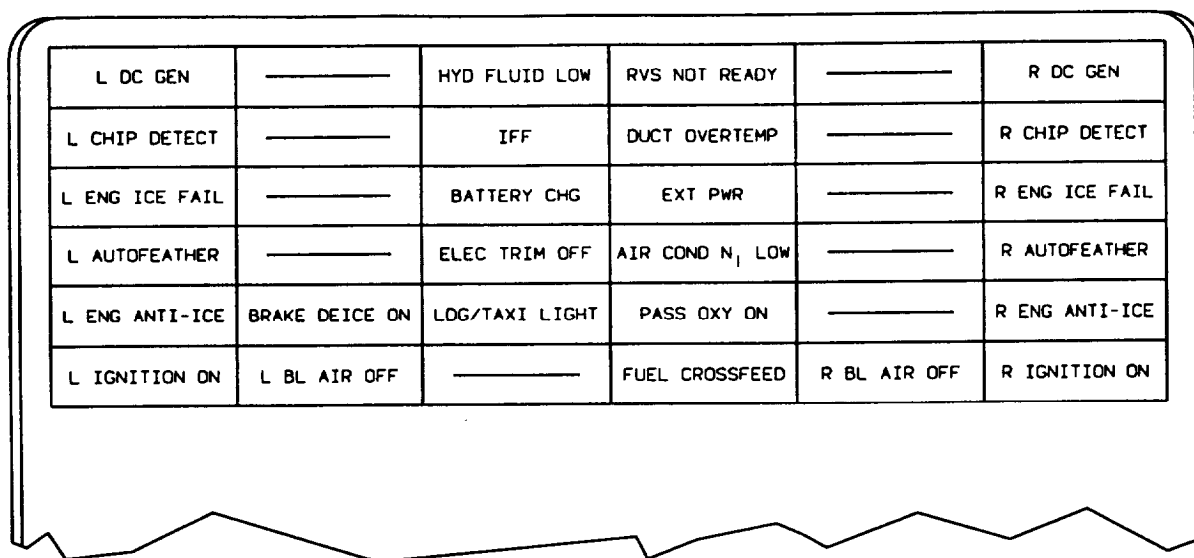 L DC GEN HYD FLUID LOW RVS NOT READY R DC GEN
L CHIP DETECT IFF DUCT OVERTEMP R CHIP DETECT
L ENG ICE FAIL BATTERY CHG EXT PWR R ENG ICE FAIL
L AUTOFEATHER ELEC TRIM OFF AIR COND N₁ LOW R AUTOFEATHER
L ENG ANTI-ICE BRAKE DEICE ON LDG/TAXI LIGHT PASS OXY ON R ENG ANTI-ICE
L IGNITION ON L BL AIR OFF FUEL CROSSFEED R BL AIR OFF R IGNITION ON